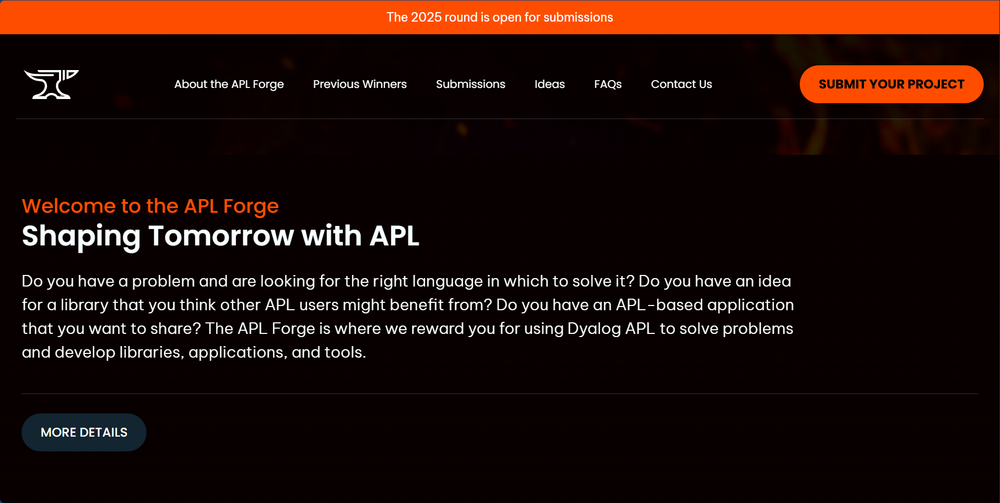 The 2025 round is open for submissions
About the APL Forge Previous Winners Submissions Ideas FAQs Contact Us SUBMIT YOUR PROJECT
Welcome to the APL Forge
Shaping Tomorrow with APL
Do you have a problem and are looking for the right language in which to solve it? Do you have an idea
for a library that you think other APL users might benefit from? Do you have an APL-based application
that you want to share? The APL Forge is where we reward you for using Dyalog APL to solve problems
and develop libraries, applications, and tools.
MORE DETAILS